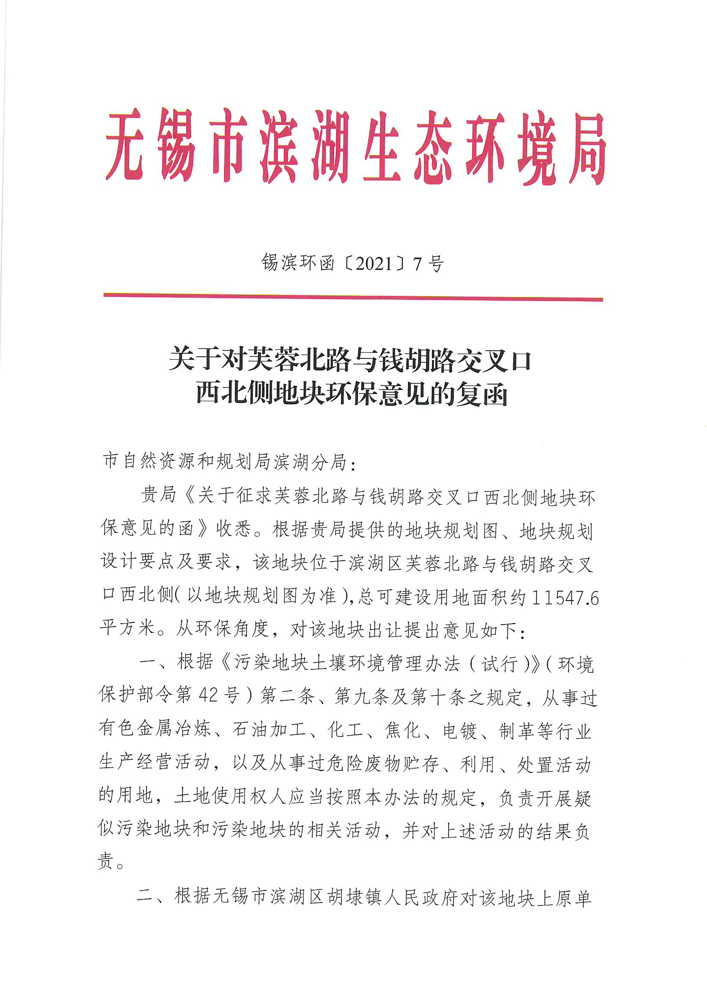 无锡市滨湖生态环境局
锡滨环函〔2021〕7 号
关于对芙蓉北路与钱胡路交叉口
西北侧地块环保意见的复函
市自然资源和规划局滨湖分局：
贵局《关于征求芙蓉北路与钱胡路交叉口西北侧地块环
保意见的函》收悉。根据贵局提供的地块规划图、地块规划
设计要点及要求，该地块位于滨湖区芙蓉北路与钱胡路交叉
口西北侧（以地块规划图为准），总可建设用地面积约 11547.6
平方米。从环保角度，对该地块出让提出意见如下：
一、根据《污染地块土壤环境管理办法（试行）》（环境
保护部令第 42 号）第二条、第九条及第十条之规定，从事过
有色金属冶炼、石油加工、化工、焦化、电镀、制革等行业
生产经营活动，以及从事过危险废物贮存、利用、处置活动
的用地，土地使用权人应当按照本办法的规定，负责开展疑
似污染地块和污染地块的相关活动，并对上述活动的结果负
责。
二、根据无锡市滨湖区胡埭镇人民政府对该地块上原单